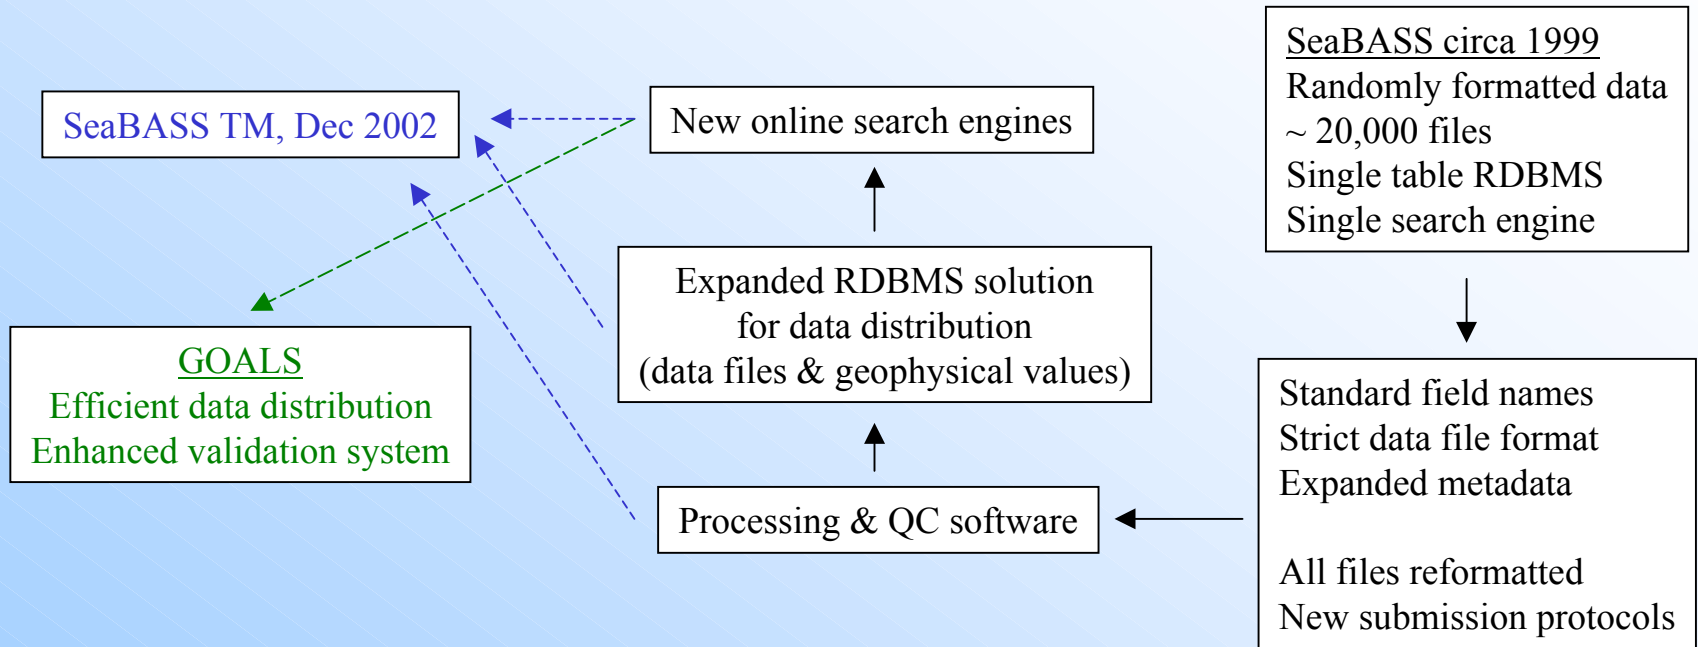 SeaBASS circa 1999
Randomly formatted data
~ 20,000 files
Single table RDBMS
Single search engine
Standard field names
Strict data file format
Expanded metadata
All files reformatted
New submission protocols
Processing & QC software
Expanded RDBMS solution
for data distribution
(data files & geophysical values)
New online search engines
SeaBASS TM, Dec 2002
GOALS
Efficient data distribution
Enhanced validation system